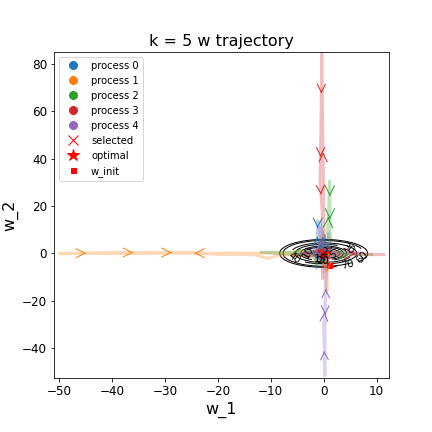 k = 5 w trajectory
80
60
40
20
0
−20
−40
w_2
process 0
process 1
process 2
process 3
process 4
selected
optimal
w_init
−50
−40
−30
−20
−10
0
10
w_1